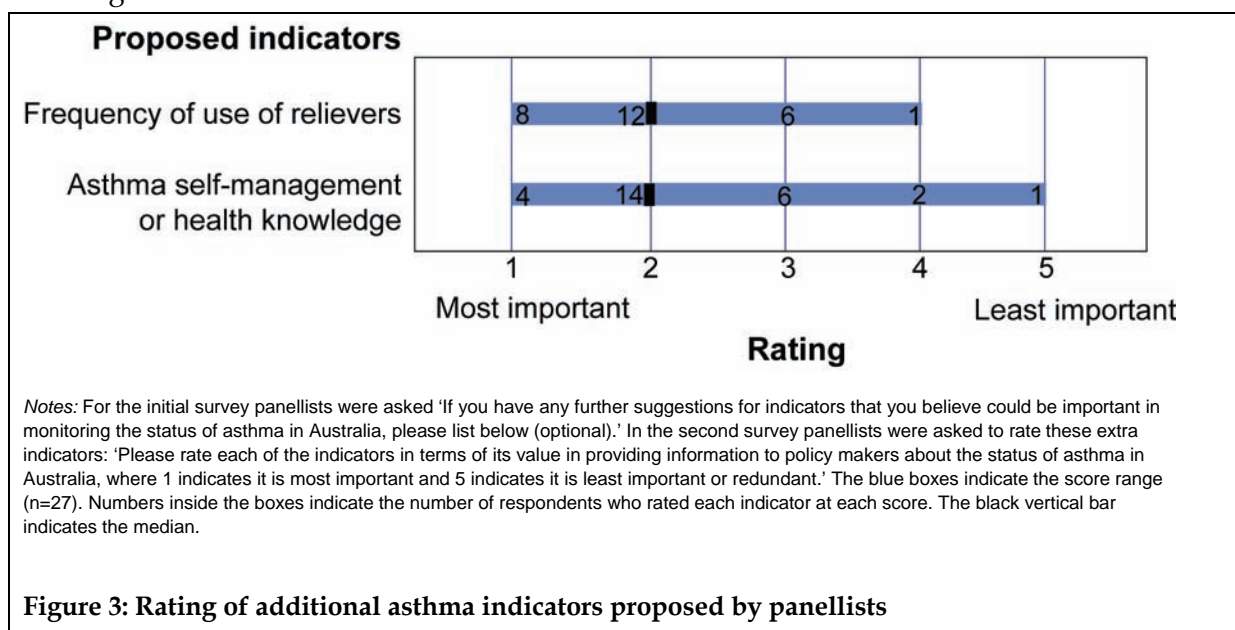 Proposed indicators
Frequency of use of relievers
8 12 6 1
Asthma self-management
or health knowledge
4 14 6 2 1
1 2 3 4 5
Most important Least important
Rating
Notes: For the initial survey panellists were asked ‘If you have any further suggestions for indicators that you believe could be important in
monitoring the status of asthma in Australia, please list below (optional).’ In the second survey panellists were asked to rate these extra
indicators: ‘Please rate each of the indicators in terms of its value in providing information to policy makers about the status of asthma in
Australia, where 1 indicates it is most important and 5 indicates it is least important or redundant.’ The blue boxes indicate the score range
(n=27). Numbers inside the boxes indicate the number of respondents who rated each indicator at each score. The black vertical bar
indicates the median.
Figure 3: Rating of additional asthma indicators proposed by panellists